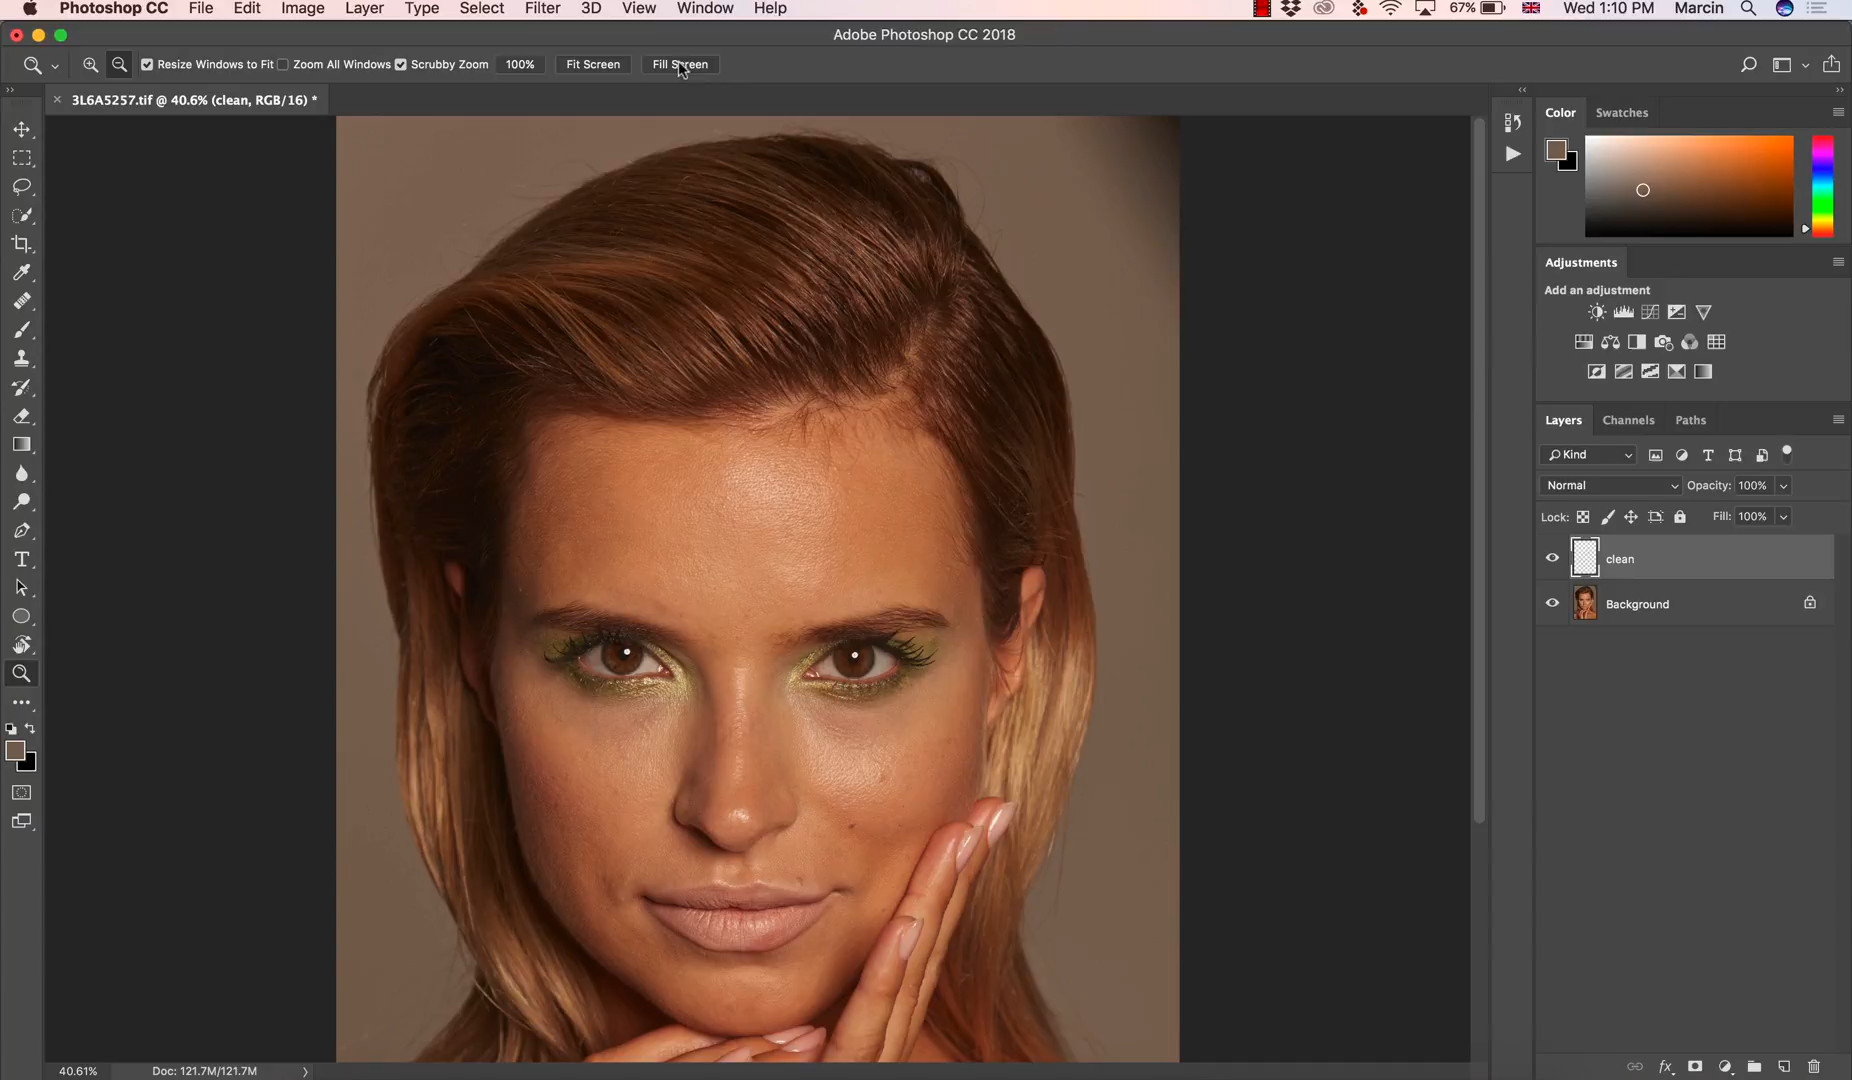 Photoshop CC File Edit Image Layer Type Select Filter 3D View Window Help 67% Wed 1:10 PM Marcin
Adobe Photoshop CC 2018
Resize Windows to Fit Zoom All Windows Scrubby Zoom 100% Fit Screen Fill Screen
3L6A5257.tif @ 40.6% (clean, RGB/16) *
Color Swatches
Adjustments
Add an adjustment
Layers Channels Paths
Kind
Normal Opacity: 100%
Lock: Fill: 100%
clean
Background
40.61% Doc: 121.7M/121.7M